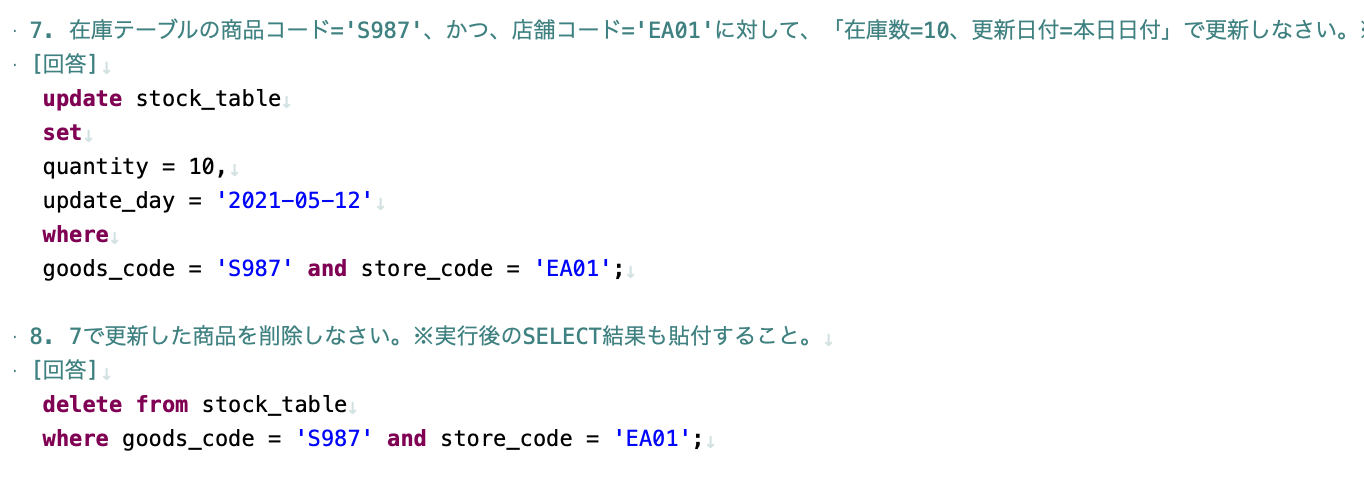 7. 在庫テーブルの商品コード='S987'、かつ、店舗コード='EA01'に対して、「在庫数=10、更新日付=本日日付」で更新しなさい。
[回答]↓
update stock_table↓
set↓
quantity = 10,↓
update_day = '2021-05-12'↓
where↓
goods_code = 'S987' and store_code = 'EA01';↓
8. 7で更新した商品を削除しなさい。※実行後のSELECT結果も貼付すること。↓
[回答]↓
delete from stock_table↓
where goods_code = 'S987' and store_code = 'EA01';↓